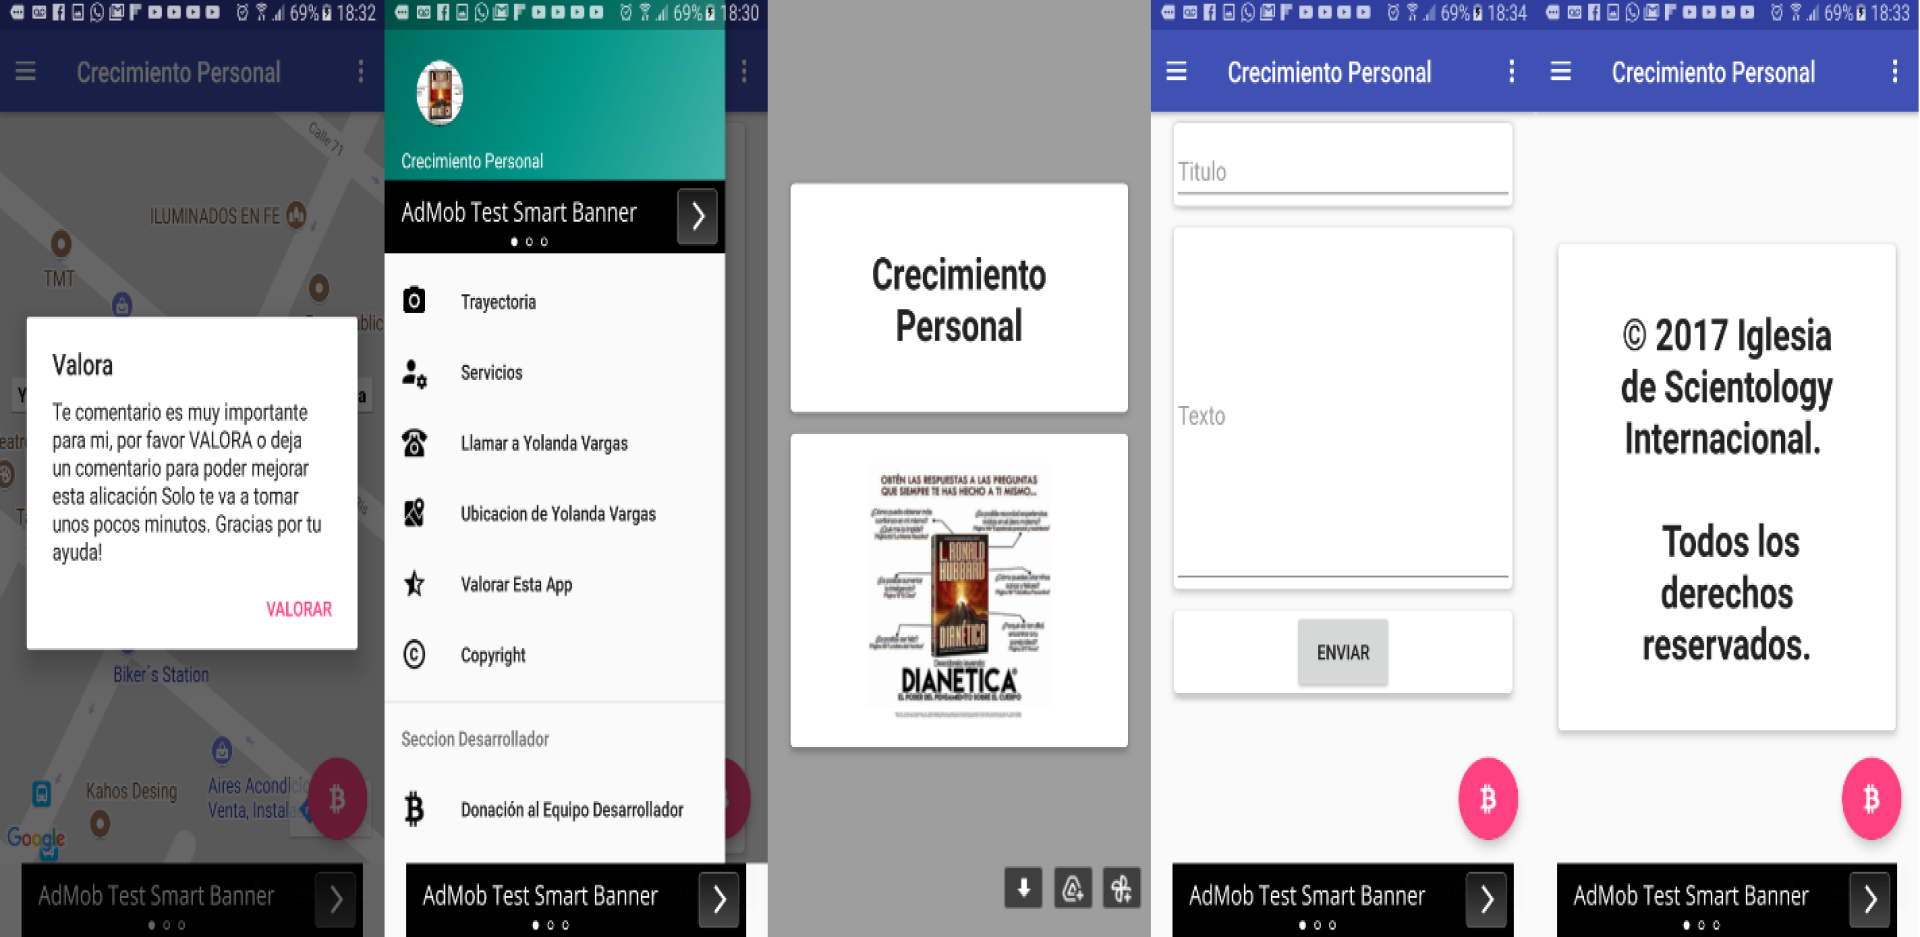 69% 18:32
Crecimiento Personal
Calle 71
ILUMINADOS EN FE
TMT
Valora
Te comentario es muy importante
para mi, por favor VALORA o deja
un comentario para poder mejorar
esta alicación Solo te va a tomar
unos pocos minutos. Gracias por tu
ayuda!
VALORAR
Biker´s Station
Kahos Desing
Aires Acondici
Venta, Instala
Google
AdMob Test Smart Banner
69% 18:30
Crecimiento Personal
AdMob Test Smart Banner
Trayectoria
Servicios
Llamar a Yolanda Vargas
Ubicacion de Yolanda Vargas
Valorar Esta App
Copyright
Seccion Desarrollador
Donación al Equipo Desarrollador
AdMob Test Smart Banner
Crecimiento
Personal
OBTÉN LAS RESPUESTAS A LAS PREGUNTAS
QUE SIEMPRE TE HAS HECHO A TI MISMO...
L. RONALD
HUBBARD
DIANÉTICA
DIANÉTICA
EL PODER DEL PENSAMIENTO SOBRE EL CUERPO
69% 18:34
Crecimiento Personal
Titulo
Texto
ENVIAR
AdMob Test Smart Banner
69% 18:33
Crecimiento Personal
© 2017 Iglesia
de Scientology
Internacional.
Todos los
derechos
reservados.
AdMob Test Smart Banner